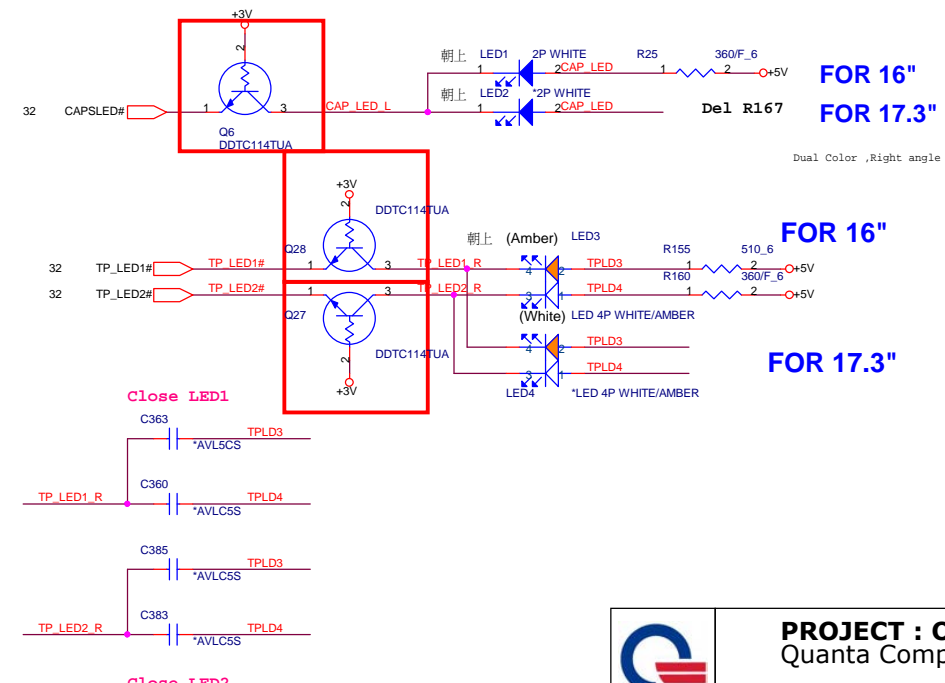 +3V
2
朝上 LED1 2P WHITE R25 360/F_6
1 2 CAP_LED 1 2 +5V FOR 16"
朝上 LED2 *2P WHITE
32 CAPSLED# 1 3 CAP_LED_L 1 2 CAP_LED Del R167 FOR 17.3"
Q6
DDTC114TUA
Dual Color ,Right angle
+3V
2
DDTC114TUA
朝上 (Amber) LED3 FOR 16"
Q28 R155 510_6
32 TP_LED1# TP_LED1# 1 3 TP_LED1_R 4 2 TPLD3 1 2 +5V
R160 360/F_6
32 TP_LED2# TP_LED2# 1 3 TP_LED2_R 3 1 TPLD4 1 2 +5V
Q27 (White) LED 4P WHITE/AMBER
4 2 TPLD3
DDTC114TUA
2
FOR 17.3"
3 1 TPLD4
+3V LED4 *LED 4P WHITE/AMBER
Close LED1
C363
TPLD3
*AVL5CS
C360
TP_LED1_R TPLD4
*AVLC5S
C385
TPLD3
*AVLC5S
C383
TP_LED2_R TPLD4
*AVLC5S
Close LED2
PROJECT :
Quanta